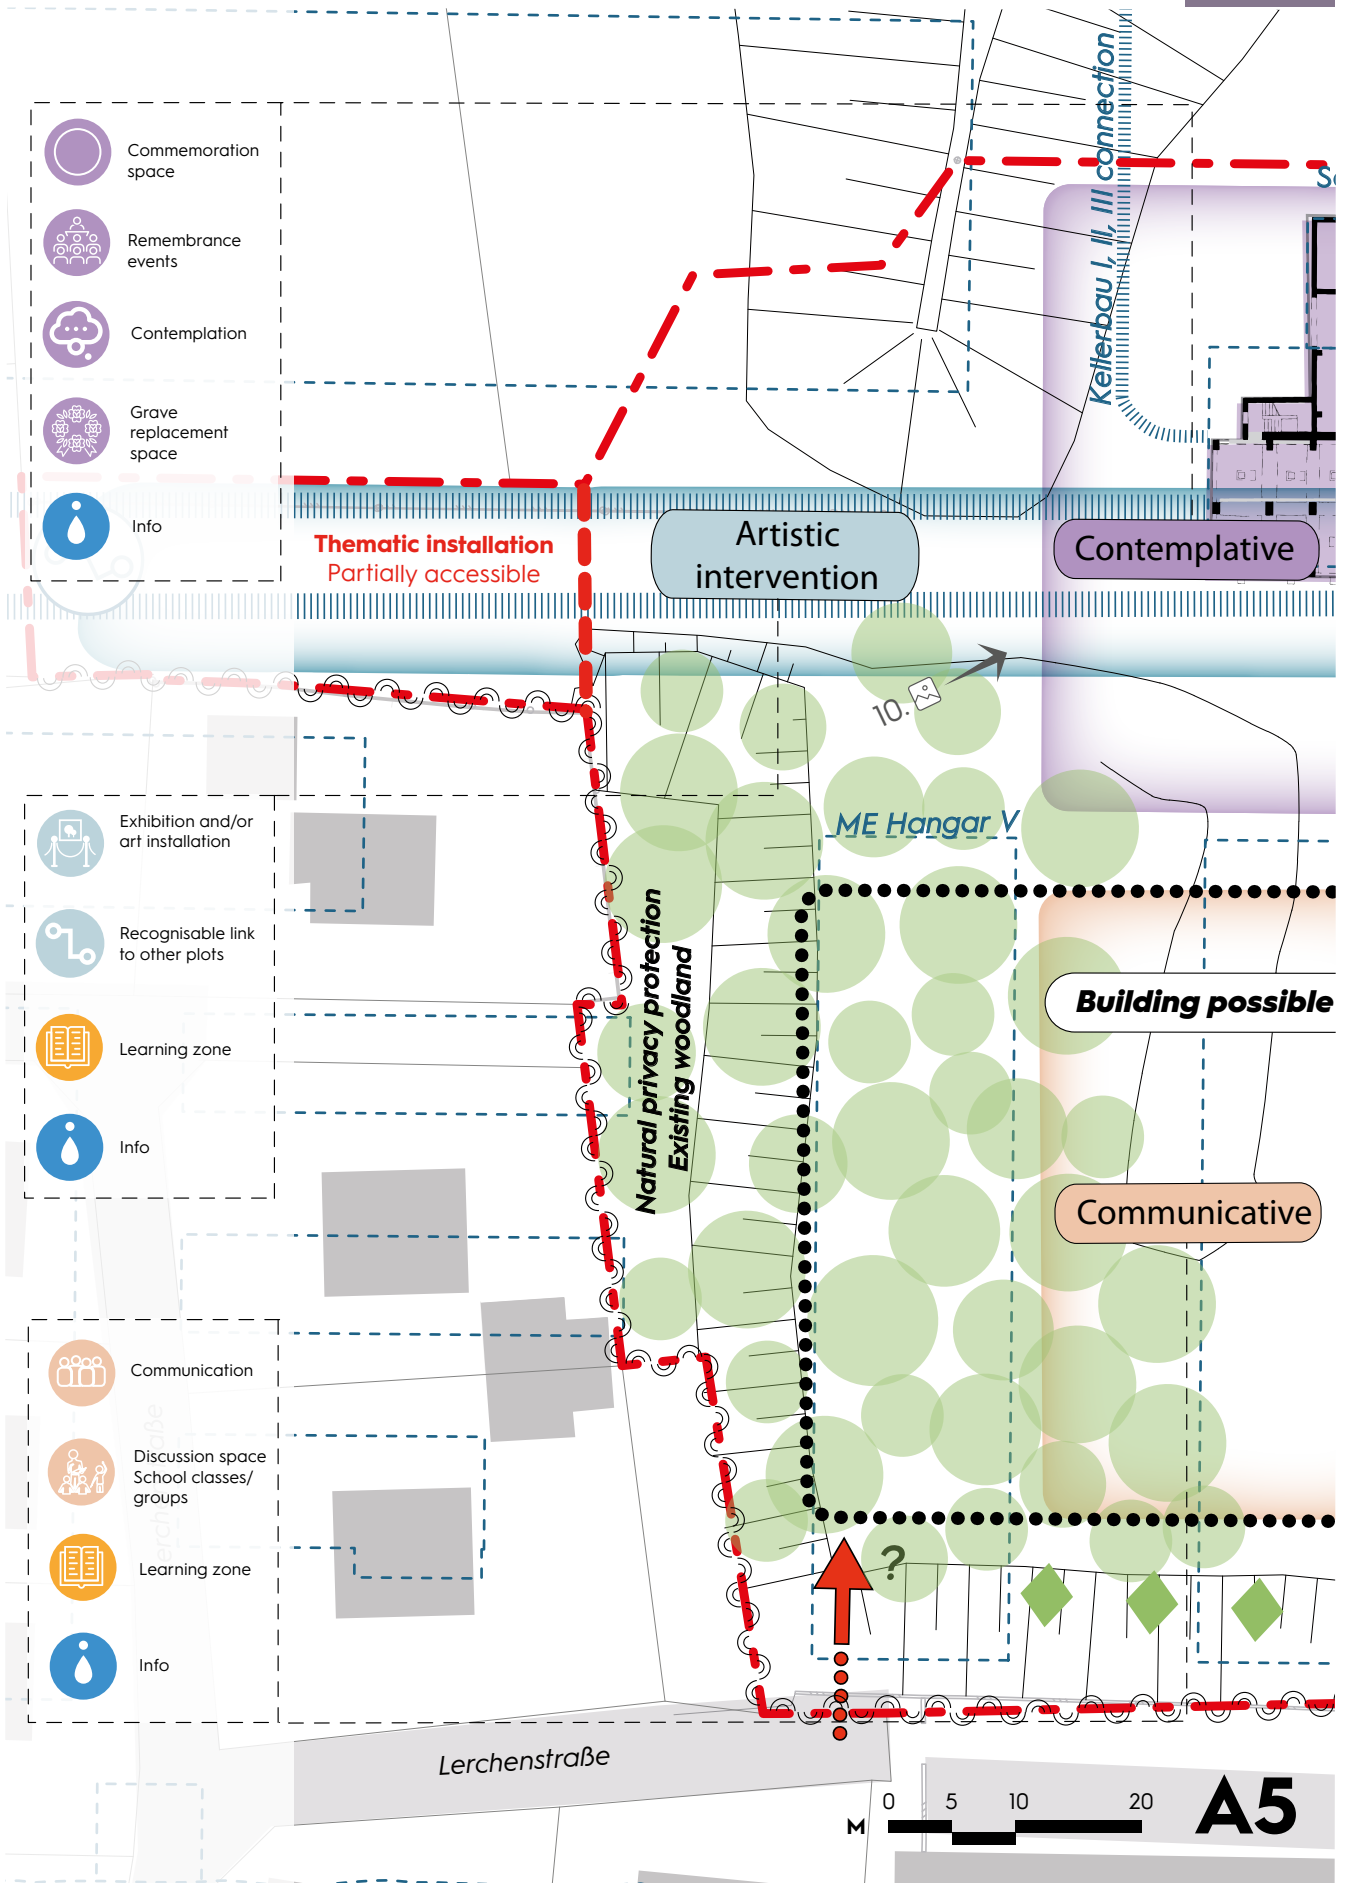 Kellerbau I, II, III connection
Commemoration
space
Remembrance
events
Contemplation
Grave
replacement
space
Info
Thematic installation
Partially accessible
Artistic
intervention
Contemplative
10.
ME Hangar V
Exhibition and/or
art installation
Recognisable link
to other plots
Learning zone
Info
Natural privacy protection
Existing woodland
Building possible
Communicative
Communication
Discussion space
School classes/
groups
Learning zone
Info
?
Lerchenstraße
Lerchenstraße
M 0 5 10 20
A5